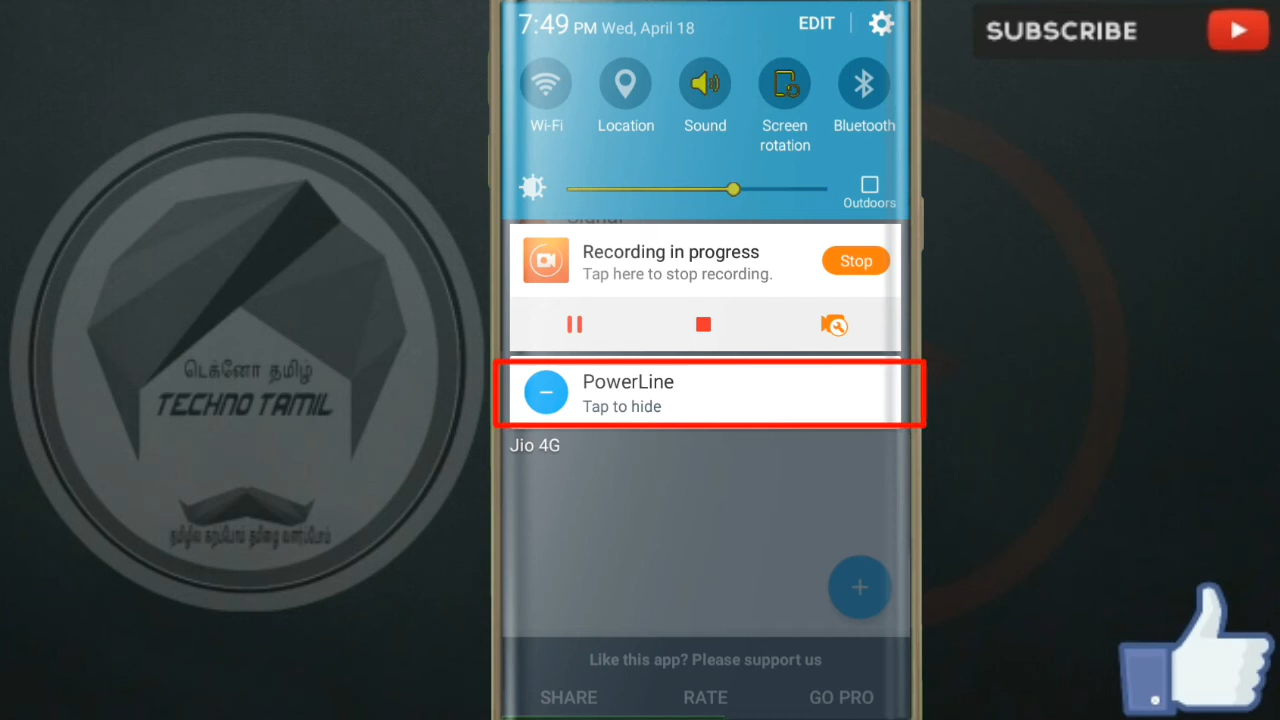 7:49 PM Wed, April 18
EDIT
SUBSCRIBE
Wi-Fi
Location
Sound
Screen rotation
Bluetooth
Outdoors
Recording in progress
Tap here to stop recording.
Stop
PowerLine
Tap to hide
Jio 4G
டெக்னோ தமிழ்
TECHNO TAMIL
Like this app? Please support us
SHARE
RATE
GO PRO